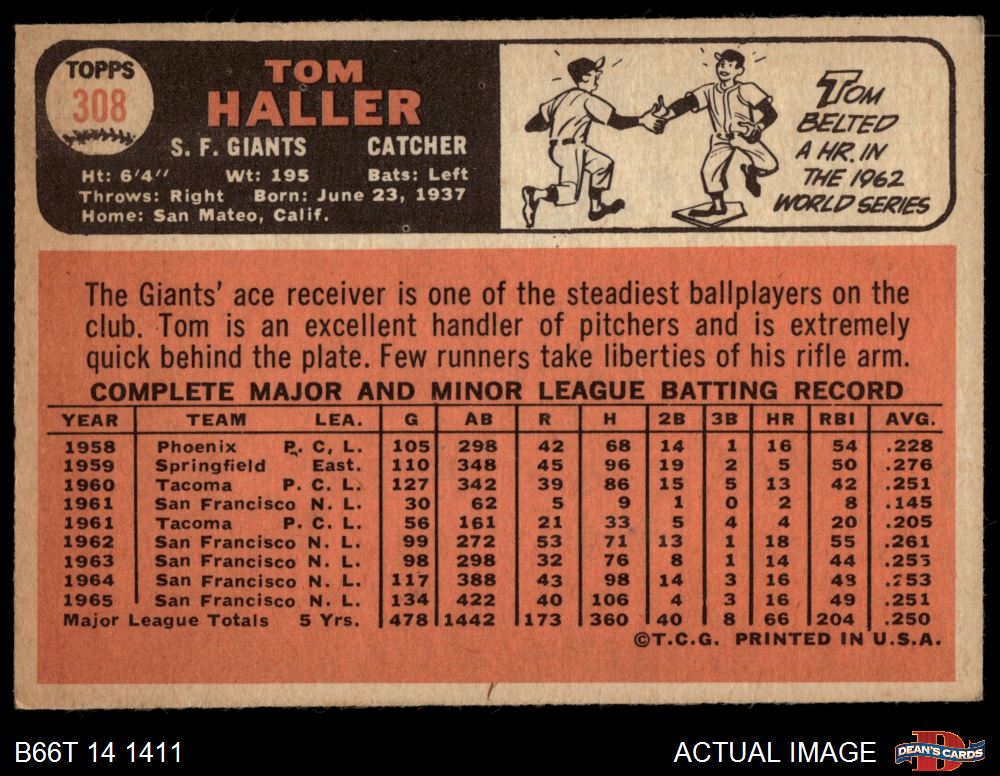 TOPPS
308
TOM
HALLER
S. F. GIANTS CATCHER
Ht: 6'4" Wt: 195 Bats: Left
Throws: Right Born: June 23, 1937
Home: San Mateo, Calif.
TOM
BELTED
A HR. IN
THE 1962
WORLD SERIES
The Giants' ace receiver is one of the steadiest ballplayers on the
club. Tom is an excellent handler of pitchers and is extremely
quick behind the plate. Few runners take liberties of his rifle arm.
COMPLETE MAJOR AND MINOR LEAGUE BATTING RECORD
YEAR TEAM LEA. G AB R H 2B 3B HR RBI AVG.
1958 Phoenix P. C. L. 105 298 42 68 14 1 16 54 .228
1959 Springfield East. 110 348 45 96 19 2 5 50 .276
1960 Tacoma P. C. L. 127 342 39 86 15 5 13 42 .251
1961 San Francisco N. L. 30 62 5 9 1 0 2 8 .145
1961 Tacoma P. C. L. 56 161 21 33 5 4 4 20 .205
1962 San Francisco N. L. 99 272 53 71 13 1 18 55 .261
1963 San Francisco N. L. 98 298 32 76 8 1 14 44 .255
1964 San Francisco N. L. 117 388 43 98 14 3 16 48 .253
1965 San Francisco N. L. 134 422 40 106 4 3 16 49 .251
Major League Totals 5 Yrs. 478 1442 173 360 40 8 66 204 .250
©T.C.G. PRINTED IN U.S.A.
B66T 14 1411
ACTUAL IMAGE
DEAN'S CARDS